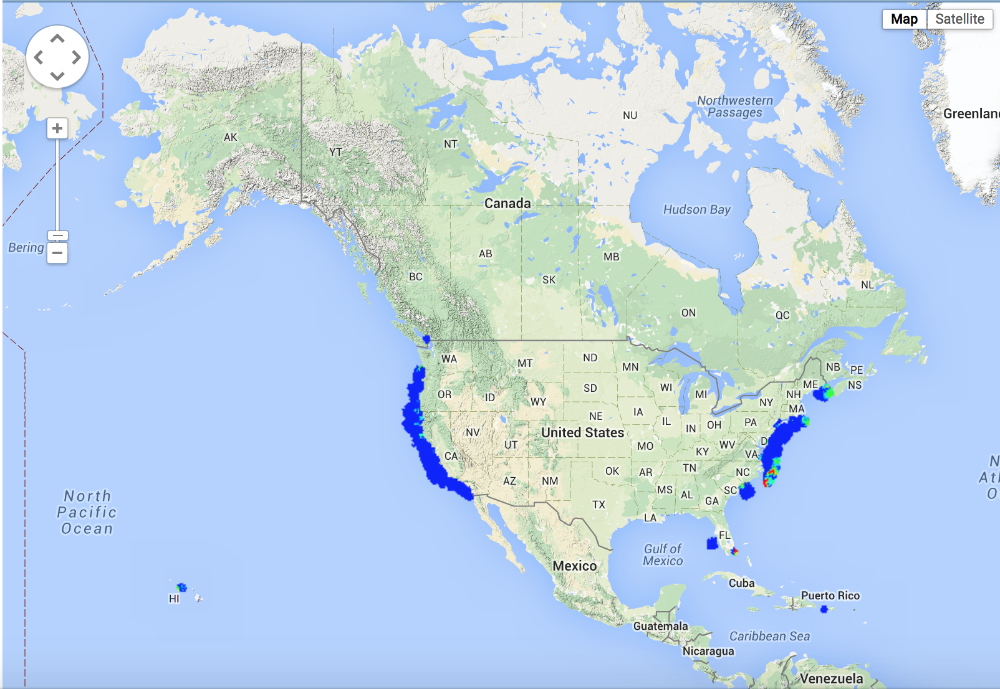 Map
Satellite
Northwestern
Passages
NU
Greenlan
AK
NT
YT
Canada
Hudson Bay
Bering
AB
MB
BC
SK
NL
ON
QC
WA
MT
ND
MN
NB
PE
OR
ID
SD
WI
MI
ME
NS
WY
NH
NY
MA
NE
IA
IL
IN
OH
PA
NV
United States
UT
MO
KY
WV
D
CA
VA
OK
AR
TN
NC
AZ
NM
MS
AL
SC
GA
North
Pacific
Ocean
TX
LA
N
Atl
O
FL
Gulf of
Mexico
Mexico
Cuba
HI
Puerto Rico
Guatemala
Caribbean Sea
Nicaragua
Venezuela